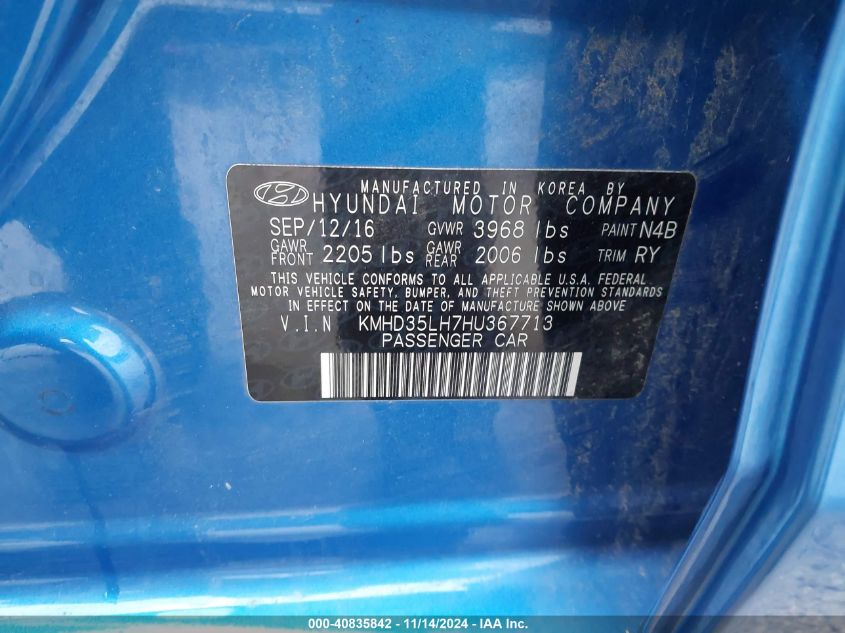 MANUFACTURED IN KOREA BY
HYUNDAI MOTOR COMPANY
SEP/12/16 GVWR 3968 lbs PAINT N4B
GAWR FRONT 2205 lbs GAWR REAR 2006 lbs TRIM RY
THIS VEHICLE CONFORMS TO ALL APPLICABLE U.S.A. FEDERAL
MOTOR VEHICLE SAFETY, BUMPER, AND THEFT PREVENTION STANDARDS
IN EFFECT ON THE DATE OF MANUFACTURE SHOWN ABOVE.
V.I.N KMHD35LH7HU367713
PASSENGER CAR
000-40835842 - 11/14/2024 - IAA Inc.